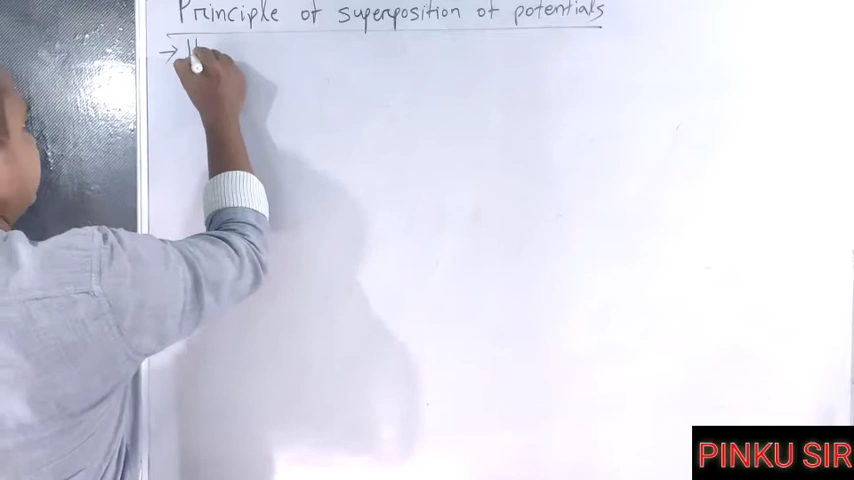 Principle of superposition of potentials
→
PINKU SIR